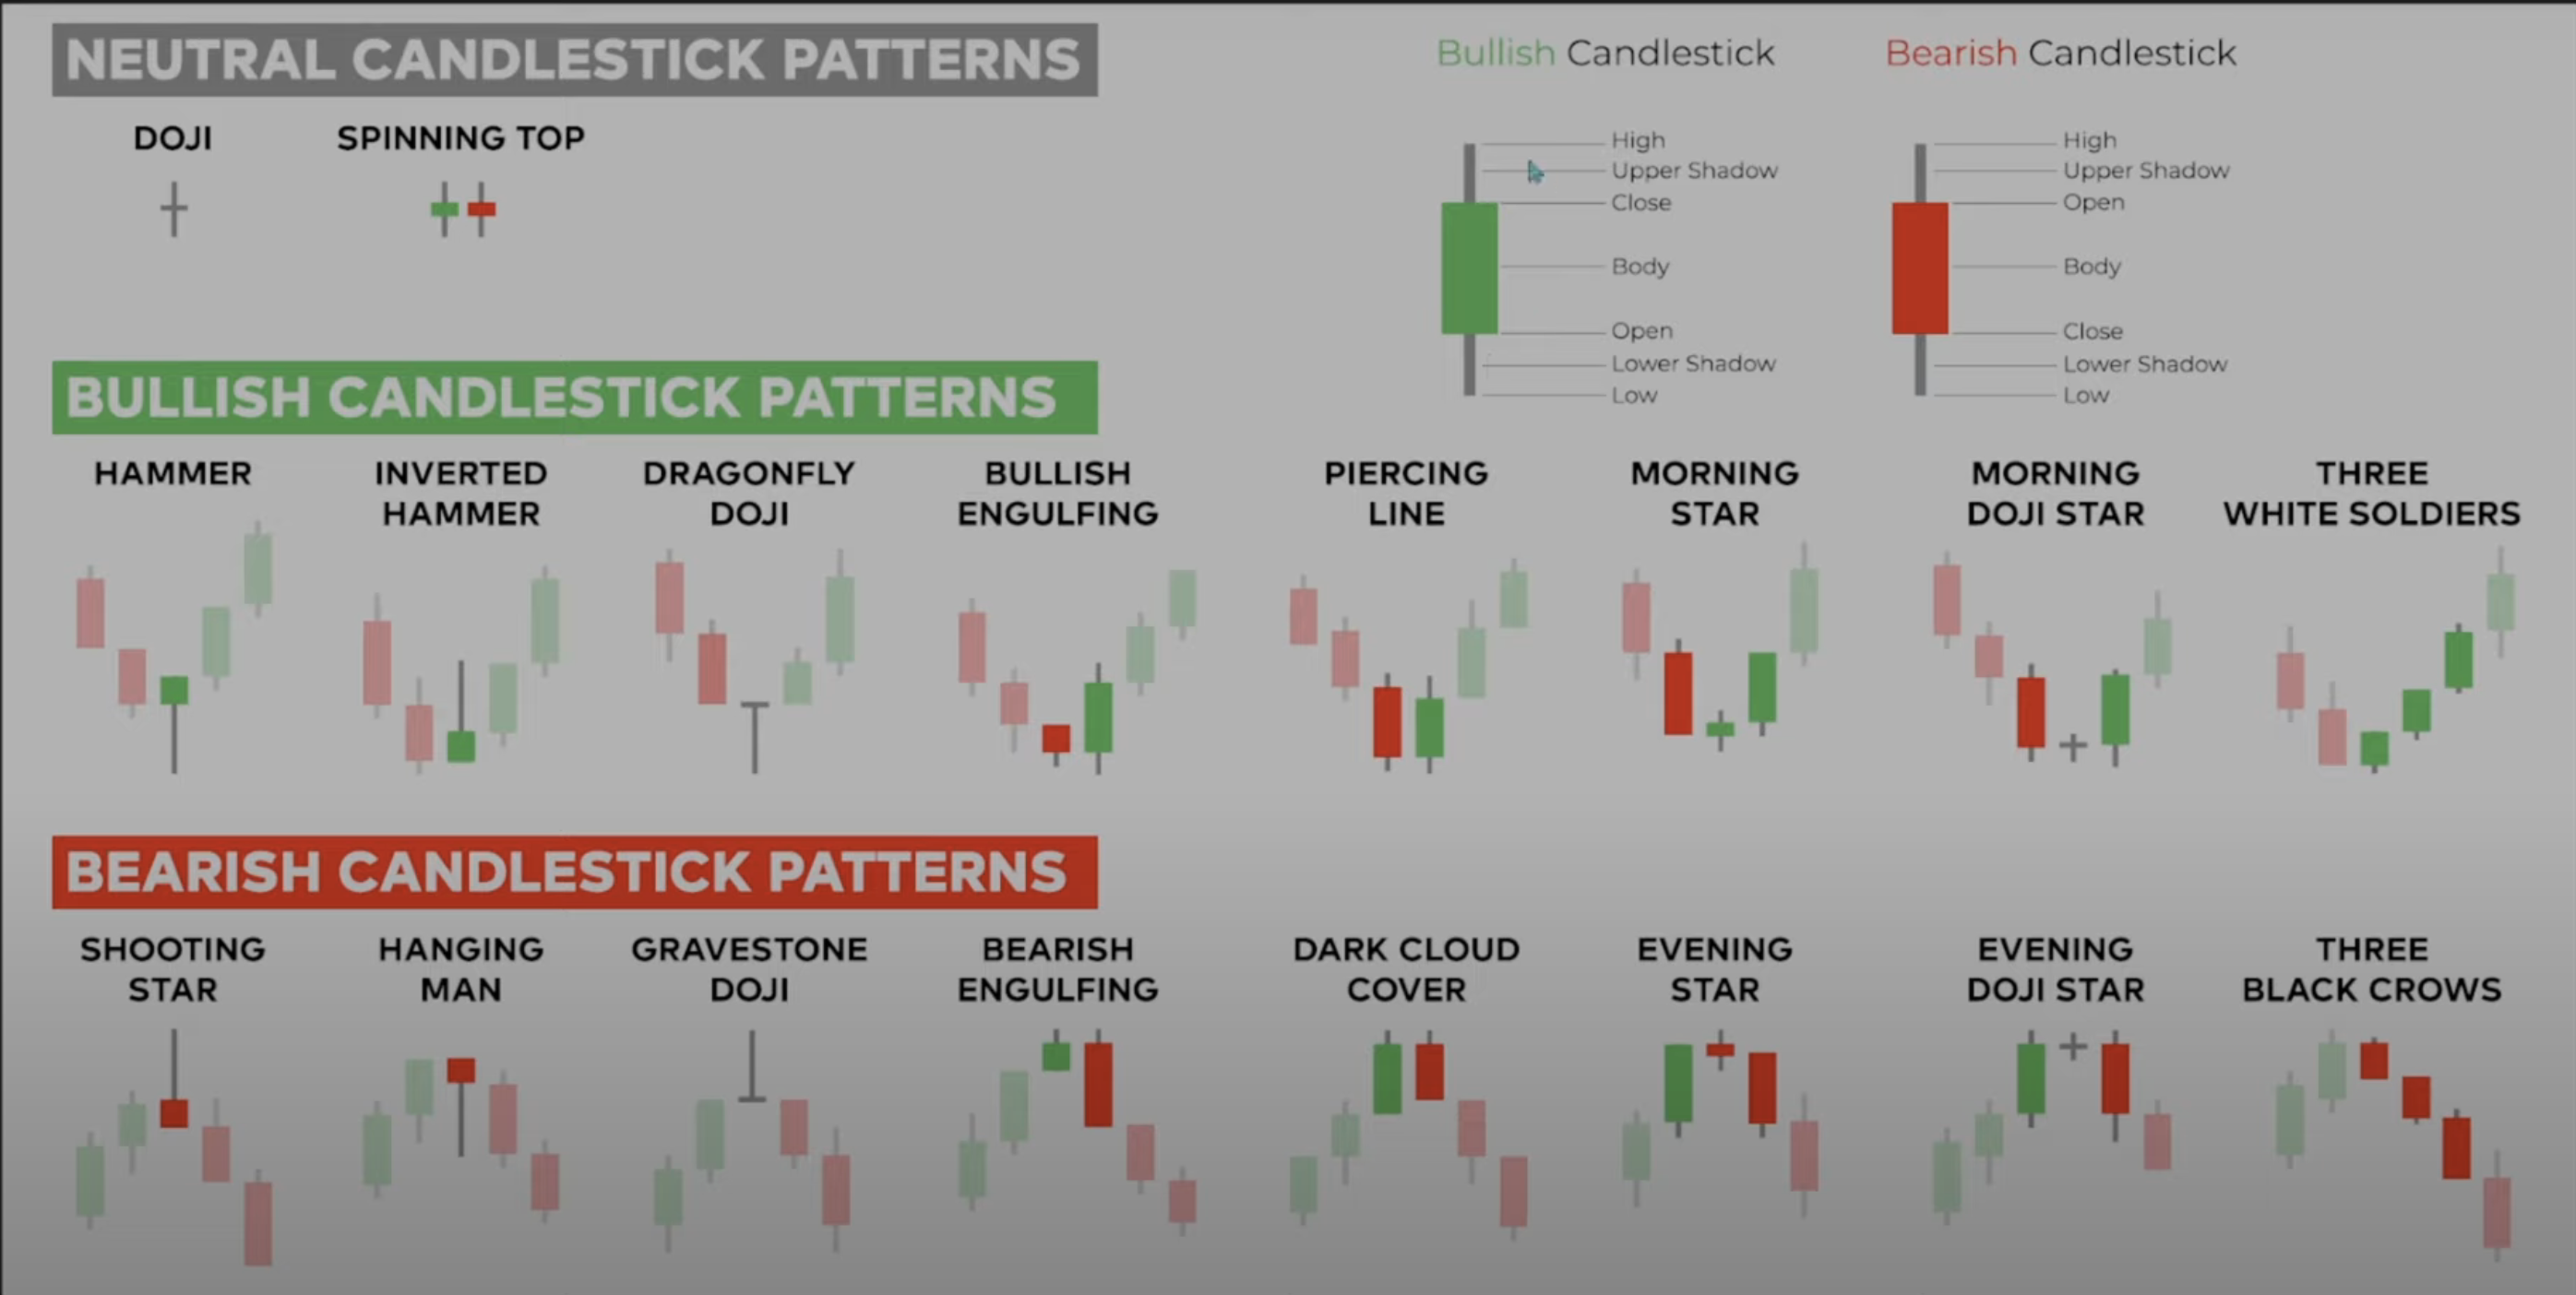 NEUTRAL CANDLESTICK PATTERNS
DOJI
SPINNING TOP
Bullish Candlestick
High
Upper Shadow
Close
Body
Open
Lower Shadow
Low
Bearish Candlestick
High
Upper Shadow
Open
Body
Close
Lower Shadow
Low
BULLISH CANDLESTICK PATTERNS
HAMMER
INVERTED
HAMMER
DRAGONFLY
DOJI
BULLISH
ENGULFING
PIERCING
LINE
MORNING
STAR
MORNING
DOJI STAR
THREE
WHITE SOLDIERS
BEARISH CANDLESTICK PATTERNS
SHOOTING
STAR
HANGING
MAN
GRAVESTONE
DOJI
BEARISH
ENGULFING
DARK CLOUD
COVER
EVENING
STAR
EVENING
DOJI STAR
THREE
BLACK CROWS